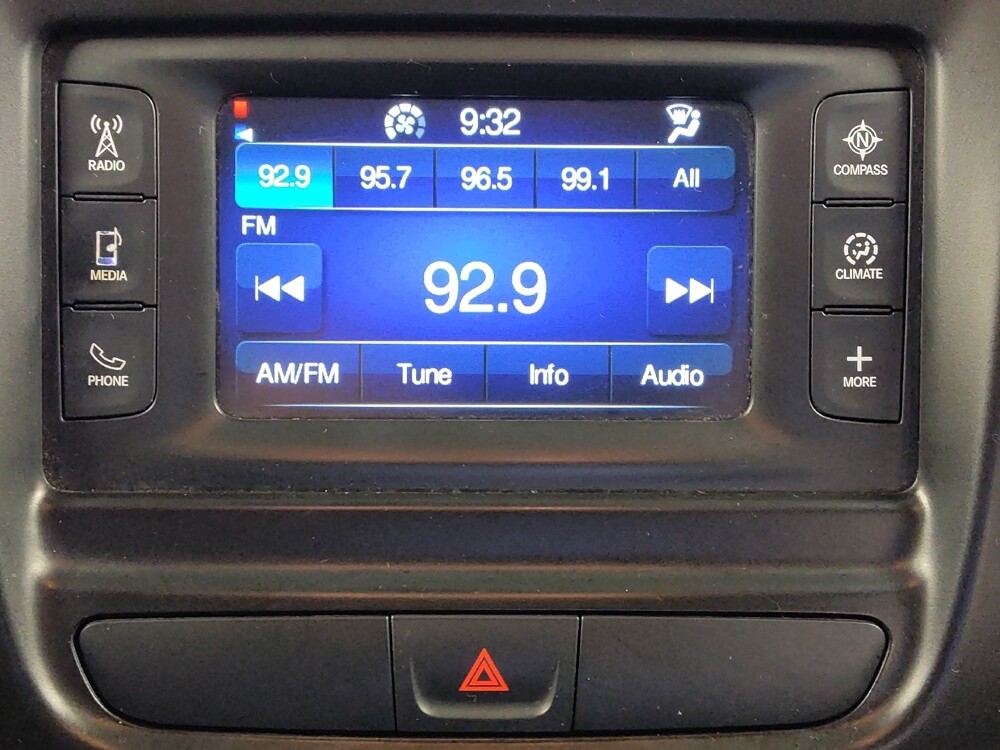 9:32
92.9 95.7 96.5 99.1 All
FM
92.9
AM/FM Tune Info Audio
RADIO
MEDIA
PHONE
N
COMPASS
CLIMATE
MORE